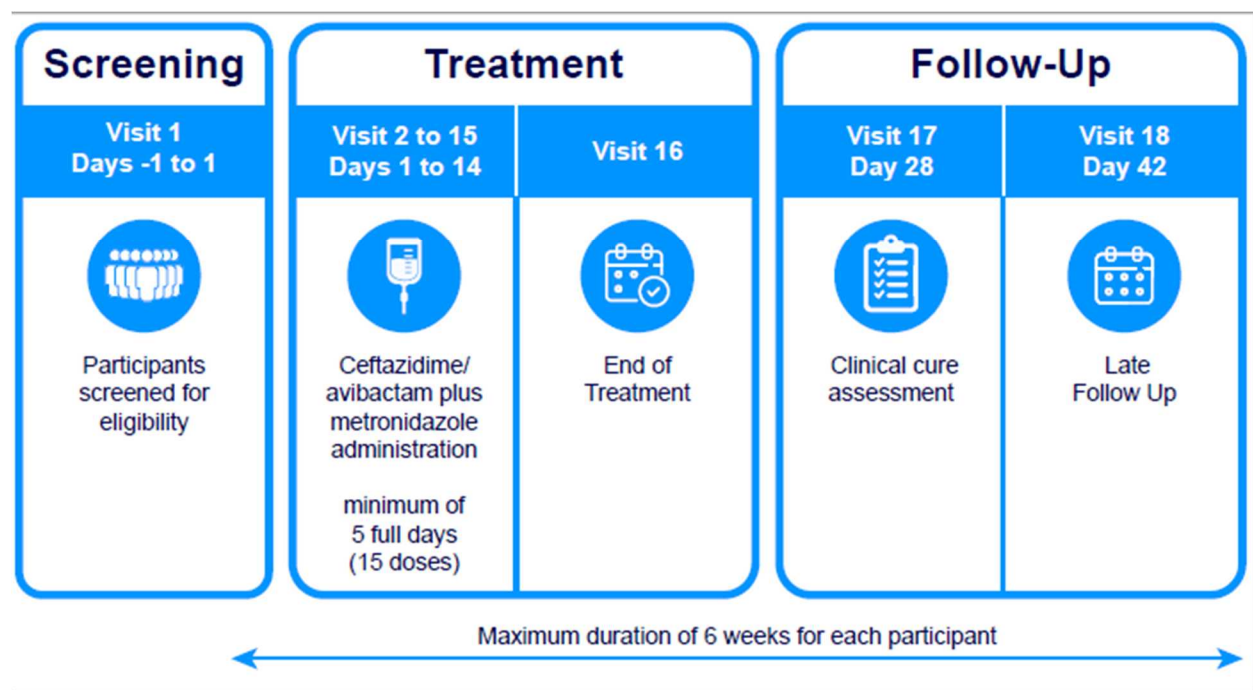 Screening
Visit 1
Days -1 to 1
Participants
screened for
eligibility
Treatment
Visit 2 to 15
Days 1 to 14
Ceftazidime/
avibactam plus
metronidazole
administration
minimum of
5 full days
(15 doses)
Visit 16
End of
Treatment
Follow-Up
Visit 17
Day 28
Clinical cure
assessment
Visit 18
Day 42
Late
Follow Up
Maximum duration of 6 weeks for each participant